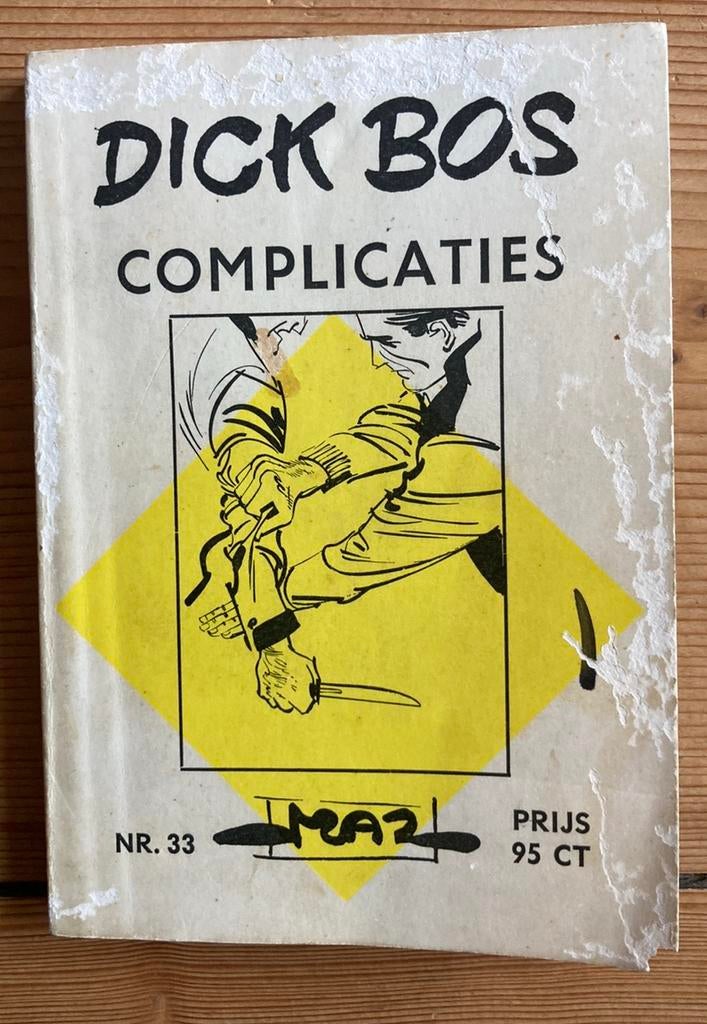 DICK BOS
COMPLICATIES
NR. 33
MAZ
PRIJS
95 CT